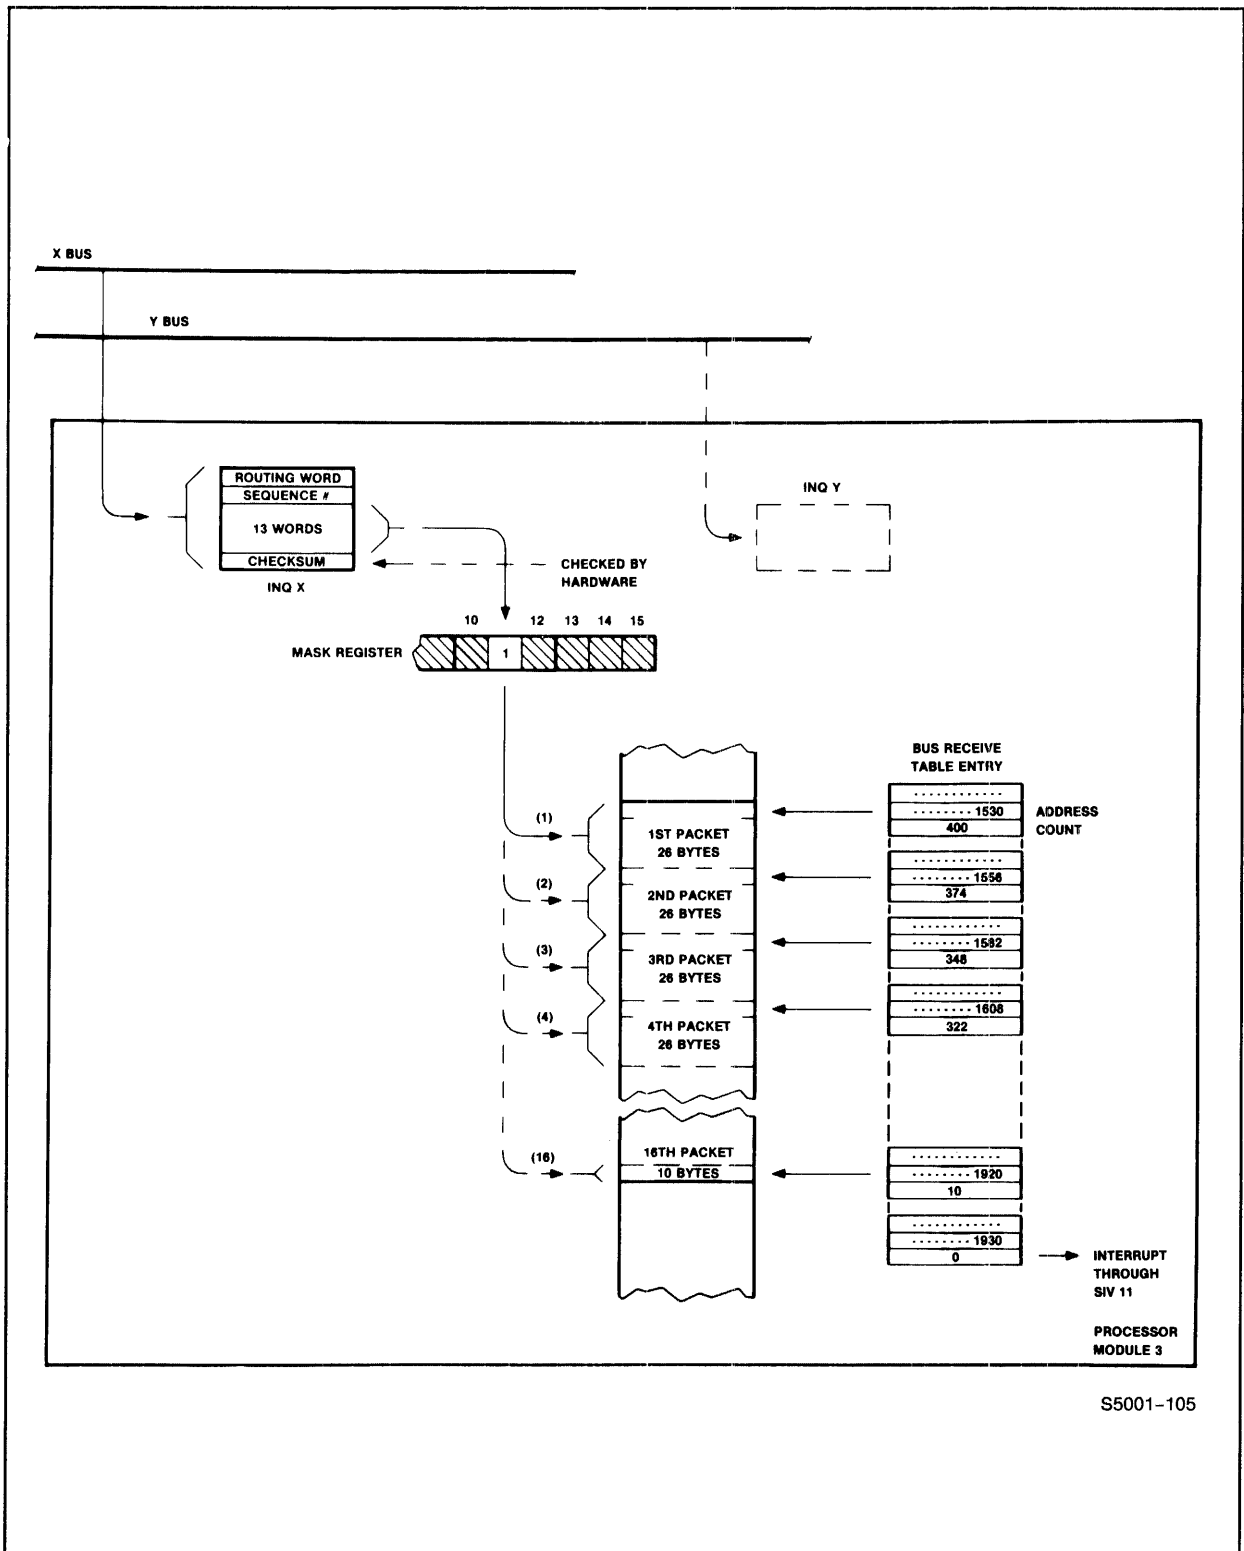 X BUS
Y BUS
ROUTING WORD
SEQUENCE #
13 WORDS
CHECKSUM
INQ X
CHECKED BY
HARDWARE
INQ Y
10 12 13 14 15
MASK REGISTER
1
BUS RECEIVE
TABLE ENTRY
............
........ 1530
400
ADDRESS
COUNT
(1)
1ST PACKET
26 BYTES
............
........ 1556
374
(2)
2ND PACKET
26 BYTES
............
........ 1582
348
(3)
3RD PACKET
26 BYTES
............
........ 1608
322
(4)
4TH PACKET
26 BYTES
............
........ 1920
10
(16)
16TH PACKET
10 BYTES
............
........ 1930
0
INTERRUPT
THROUGH
SIV 11
PROCESSOR
MODULE 3
S5001-105